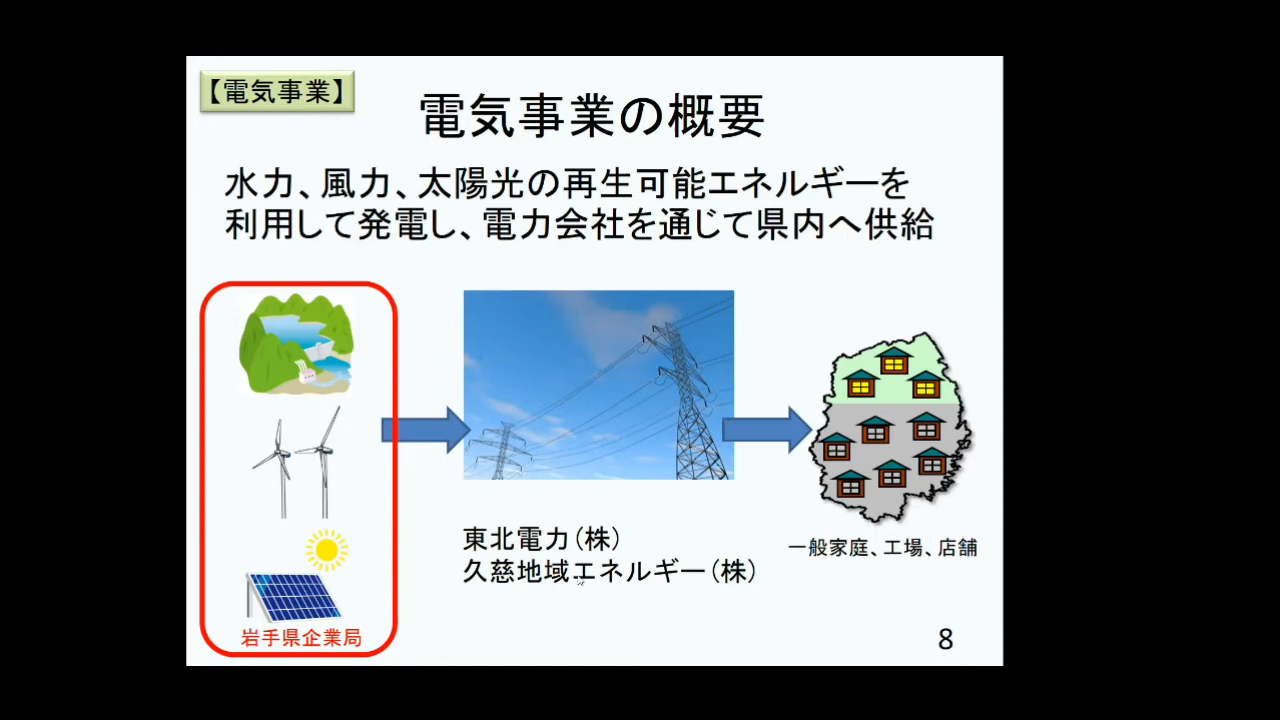 【電気事業】
電気事業の概要
水力、風力、太陽光の再生可能エネルギーを
利用して発電し、電力会社を通じて県内へ供給
東北電力(株)
久慈地域エネルギー(株)
一般家庭、工場、店舗
岩手県企業局
8